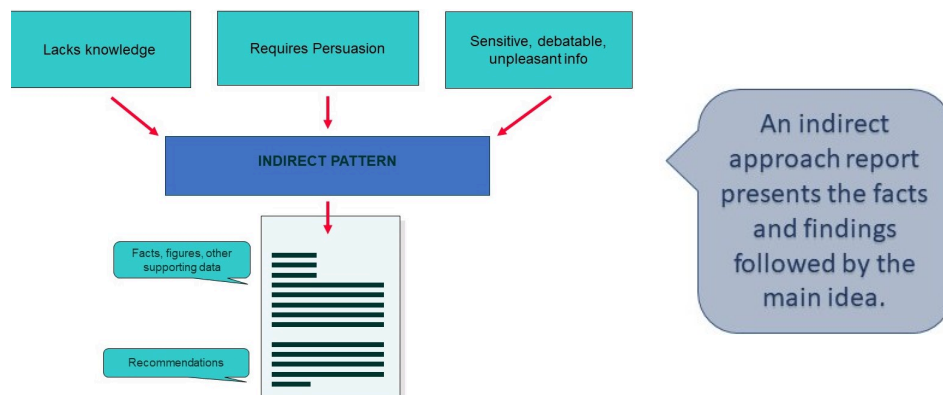 Lacks knowledge
Requires Persuasion
Sensitive, debatable,
unpleasant info
INDIRECT PATTERN
Facts, figures, other
supporting data
Recommendations
An indirect
approach report
presents the facts
and findings
followed by the
main idea.